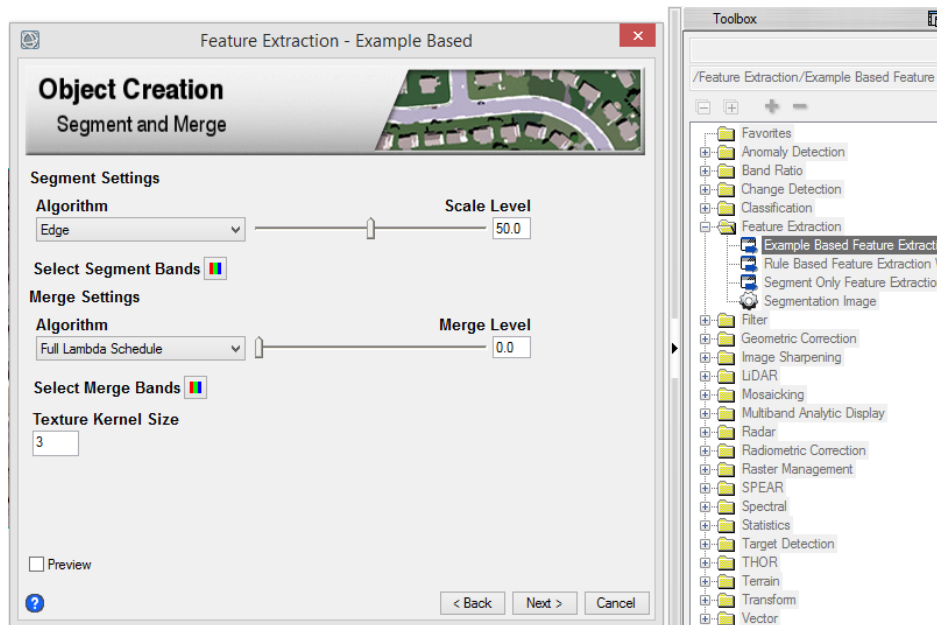 Feature Extraction - Example Based
Object Creation
Segment and Merge
Segment Settings
Algorithm
Scale Level
Edge
50.0
Select Segment Bands
Merge Settings
Algorithm
Merge Level
Full Lambda Schedule
0.0
Select Merge Bands
Texture Kernel Size
3
Preview
?
< Back
Next >
Cancel
Toolbox
/Feature Extraction/Example Based Feature
Favorites
Anomaly Detection
Band Ratio
Change Detection
Classification
Feature Extraction
Example Based Feature Extracti
Rule Based Feature Extraction
Segment Only Feature Extractio
Segmentation Image
Filter
Geometric Correction
Image Sharpening
LiDAR
Mosaicking
Multiband Analytic Display
Radar
Radiometric Correction
Raster Management
SPEAR
Spectral
Statistics
Target Detection
THOR
Terrain
Transform
Vector